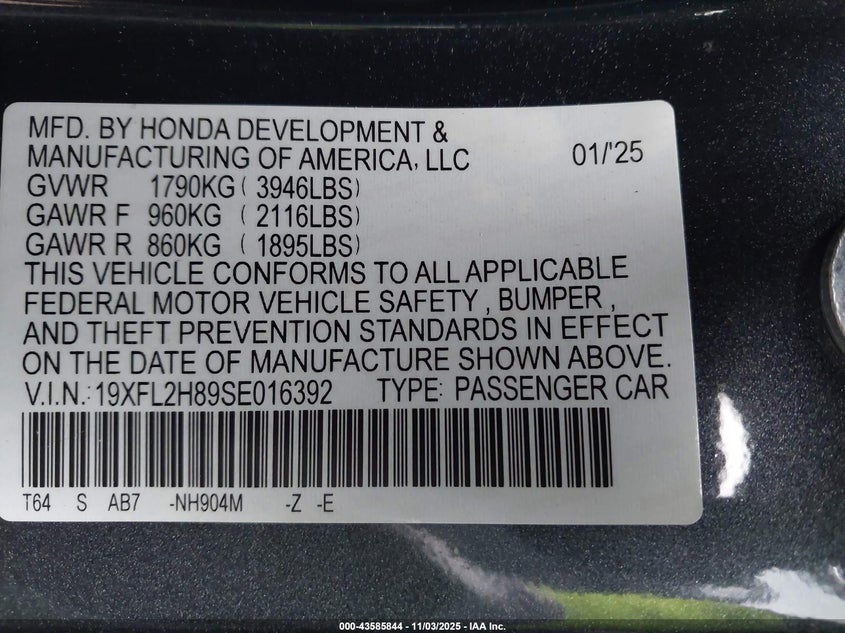 MFD. BY HONDA DEVELOPMENT &
MANUFACTURING OF AMERICA, LLC 01/'25
GVWR 1790KG ( 3946LBS)
GAWR F 960KG ( 2116LBS)
GAWR R 860KG ( 1895LBS)
THIS VEHICLE CONFORMS TO ALL APPLICABLE
FEDERAL MOTOR VEHICLE SAFETY , BUMPER ,
AND THEFT PREVENTION STANDARDS IN EFFECT
ON THE DATE OF MANUFACTURE SHOWN ABOVE.
V.I.N.: 19XFL2H89SE016392 TYPE: PASSENGER CAR
T64 S AB7 -NH904M -Z -E
000-43585844 - 11/03/2025 - IAA Inc.